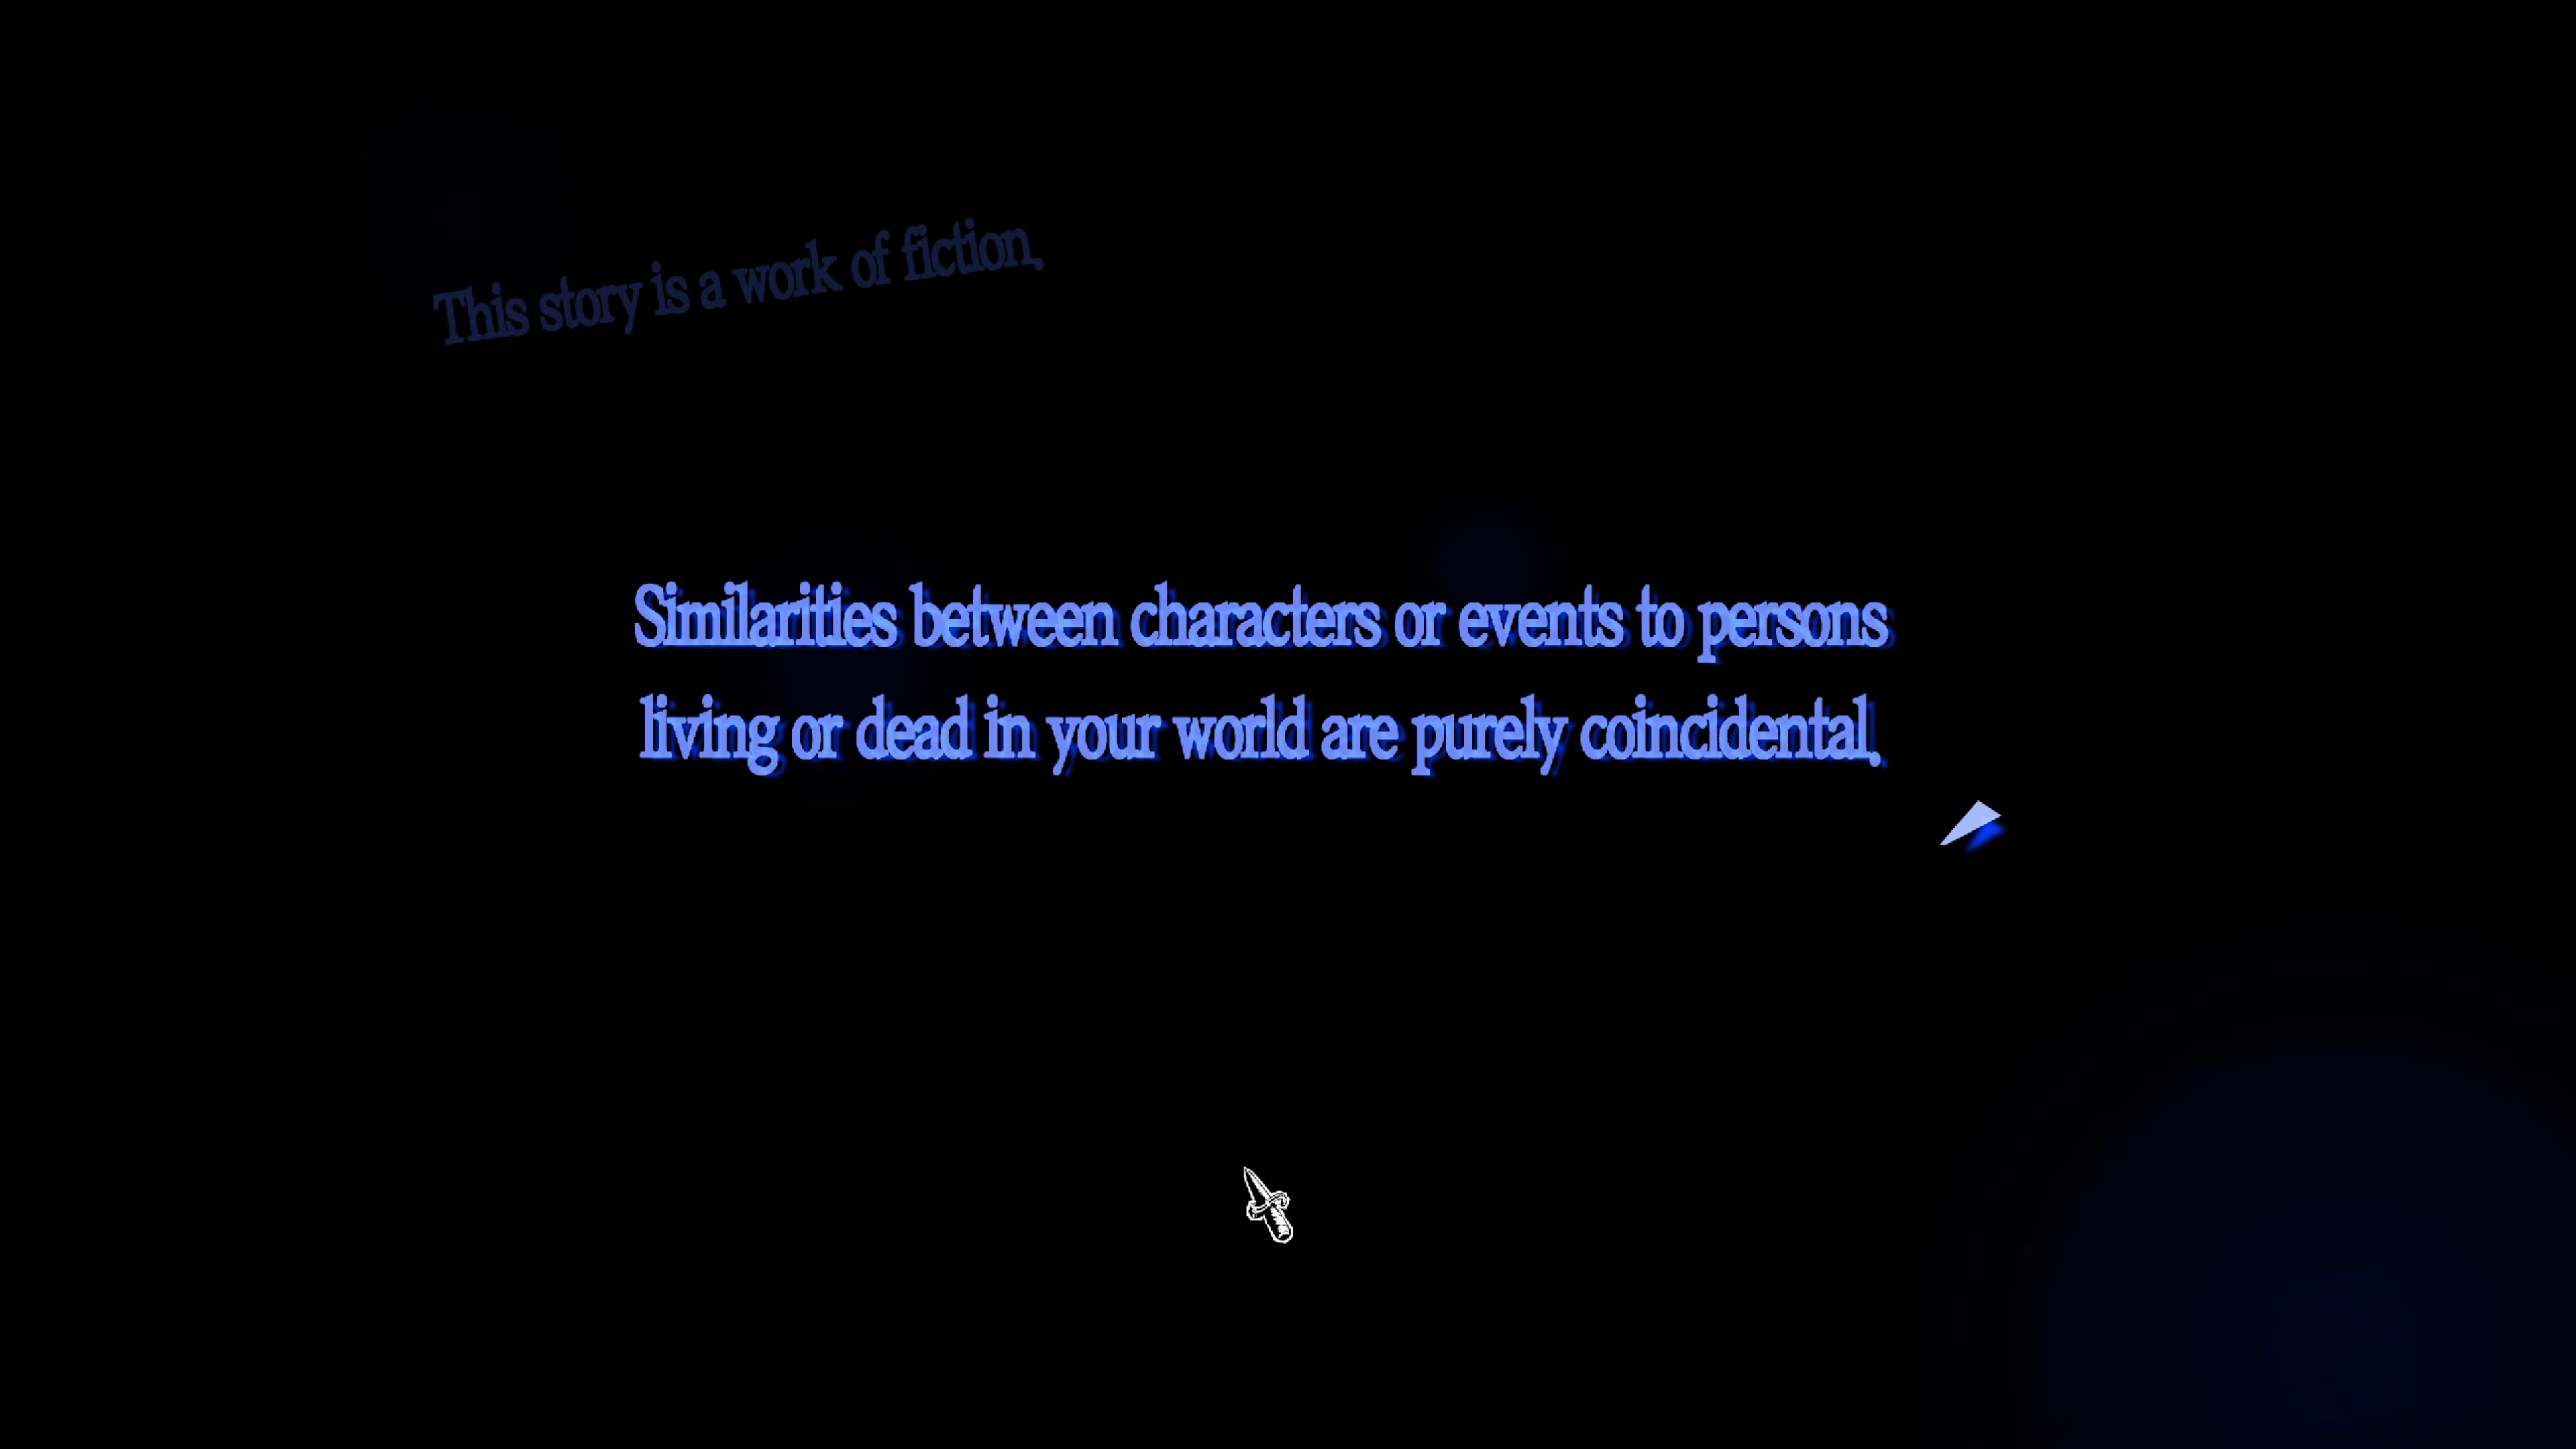 This story is a work of fiction.
Similarities between characters or events to persons
living or dead in your world are purely coincidental.